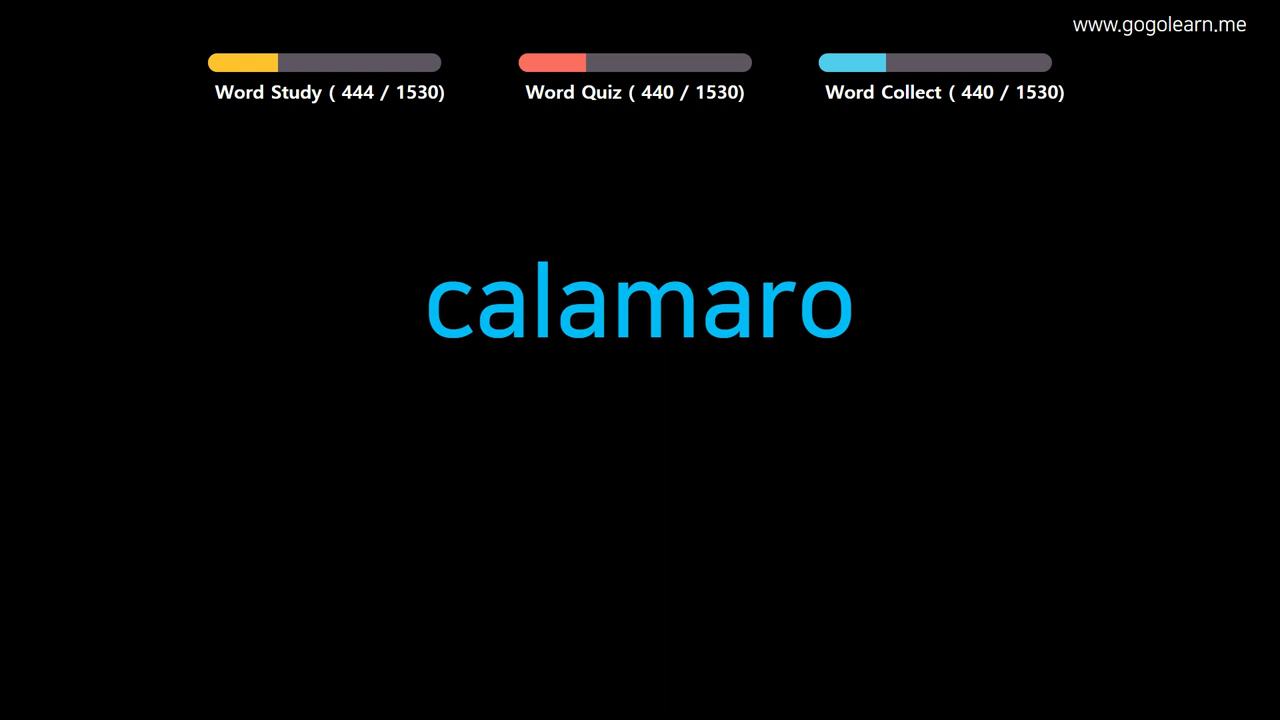 www.gogolearn.me
Word Study ( 444 / 1530)
Word Quiz ( 440 / 1530)
Word Collect ( 440 / 1530)
calamaro